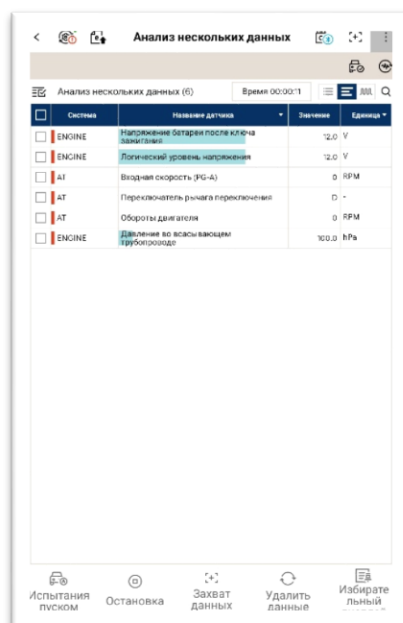 Анализ нескольких данных
Анализ нескольких данных (6)
Время 00:00:11
Система Название датчика Значение Единица
ENGINE Напряжение батареи после ключа зажигания 12.0 V
ENGINE Логический уровень напряжения 12.0 V
AT Входная скорость (PG-A) 0 RPM
AT Переключатель рычага переключения D -
AT Обороты двигателя 0 RPM
ENGINE Давление во всасывающем трубопроводе 100.0 hPa
Испытания пуском
Остановка
Захват данных
Удалить данные
Избирате
льный